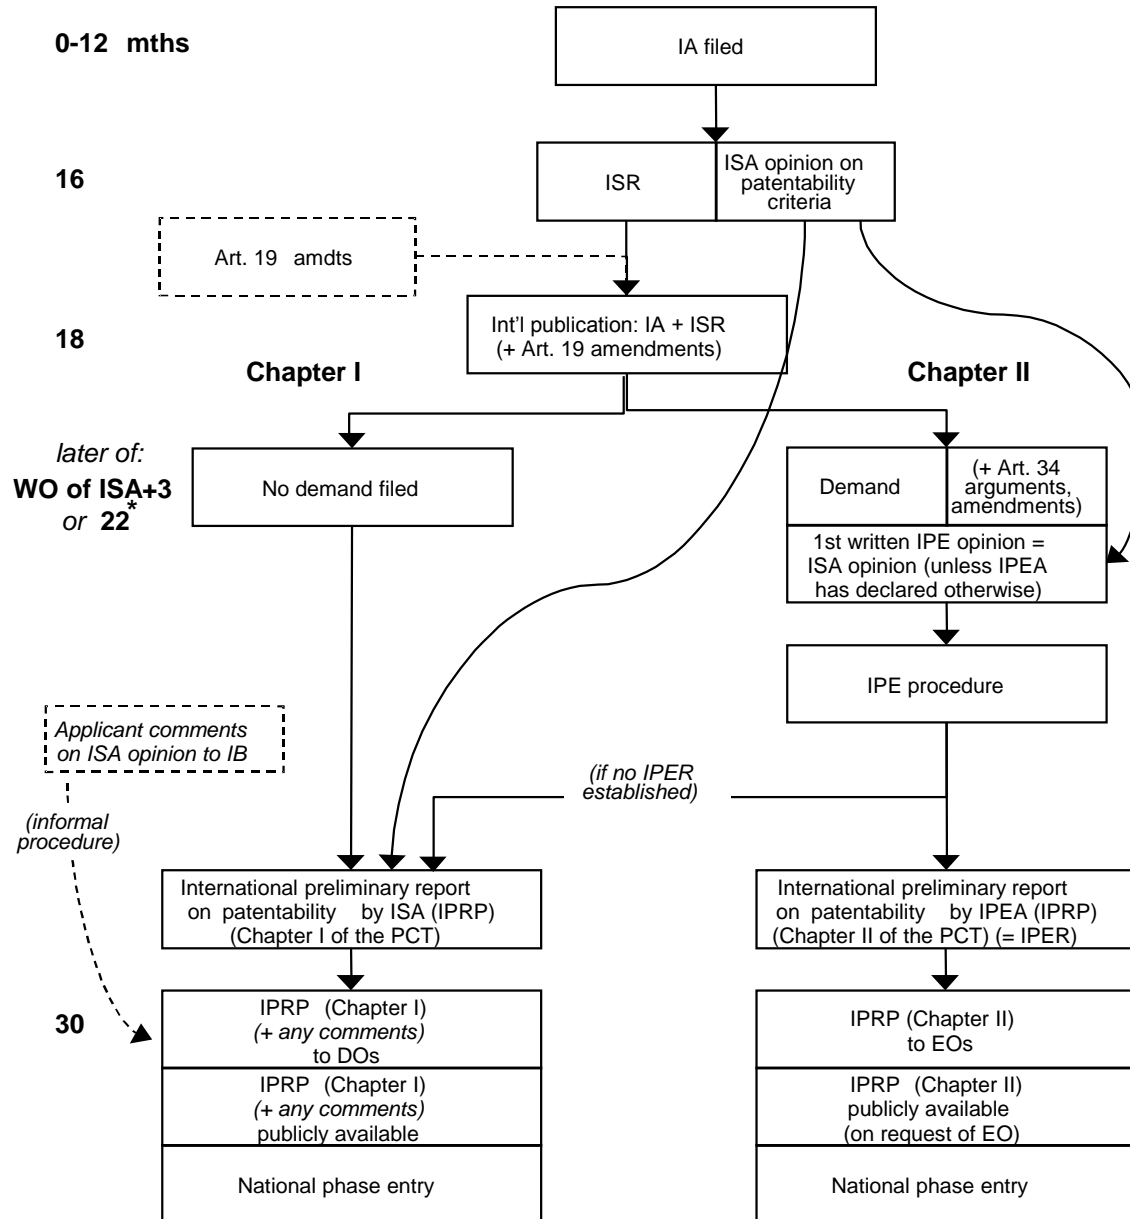 0-12 mths
IA filed
16
ISR
ISA opinion on
patentability
criteria
Art. 19 amdts
18
Int'l publication: IA + ISR
(+ Art. 19 amendments)
Chapter I
Chapter II
later of:
WO of ISA+3
or 22*
No demand filed
Demand
(+ Art. 34
arguments,
amendments)
1st written IPE opinion =
ISA opinion (unless IPEA
has declared otherwise)
IPE procedure
Applicant comments
on ISA opinion to IB
(if no IPER
established)
(informal
procedure)
International preliminary report
on patentability by ISA (IPRP)
(Chapter I of the PCT)
International preliminary report
on patentability by IPEA (IPRP)
(Chapter II of the PCT) (= IPER)
30
IPRP (Chapter I)
(+ any comments)
to DOs
IPRP (Chapter II)
to EOs
IPRP (Chapter I)
(+ any comments)
publicly available
IPRP (Chapter II)
publicly available
(on request of EO)
National phase entry
National phase entry